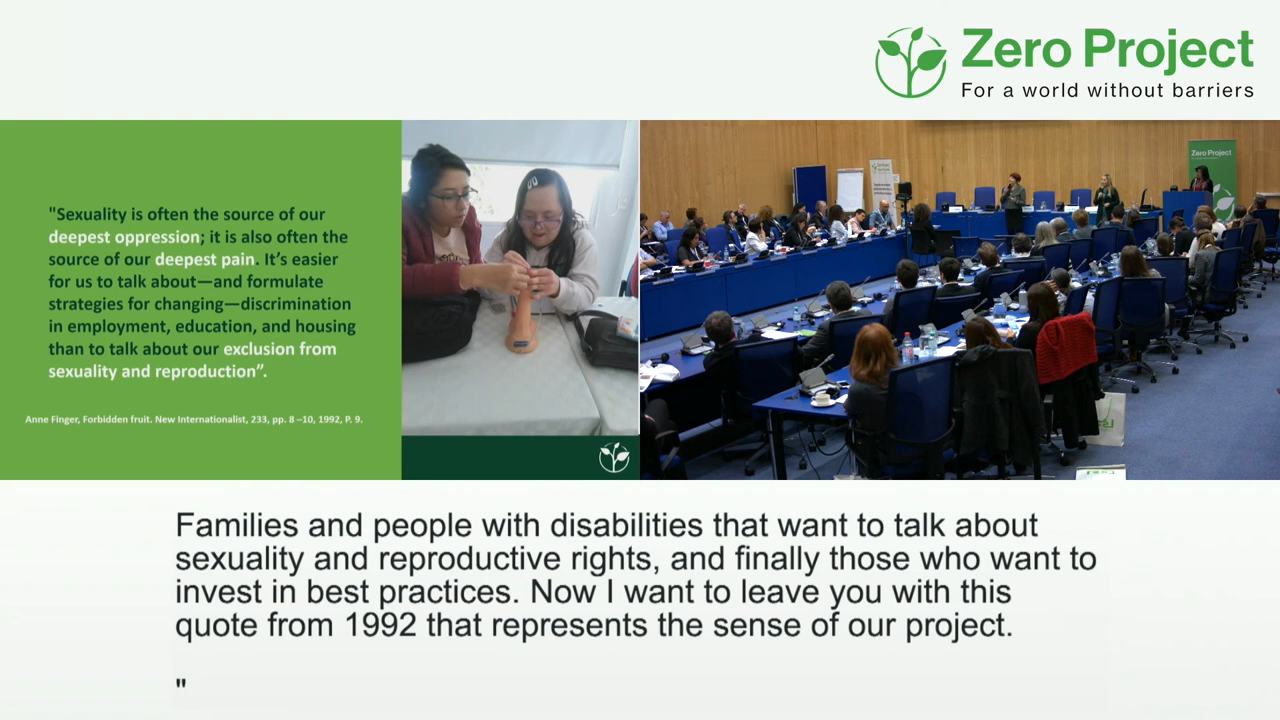 Zero Project
For a world without barriers
"Sexuality is often the source of our
deepest oppression; it is also often the
source of our deepest pain. It's easier
for us to talk about—and formulate
strategies for changing—discrimination
in employment, education, and housing
than to talk about our exclusion from
sexuality and reproduction".
Anne Finger, Forbidden fruit. New Internationalist, 233, pp. 8–10, 1992, P. 9.
Zero Project
Families and people with disabilities that want to talk about
sexuality and reproductive rights, and finally those who want to
invest in best practices. Now I want to leave you with this
quote from 1992 that represents the sense of our project.
"